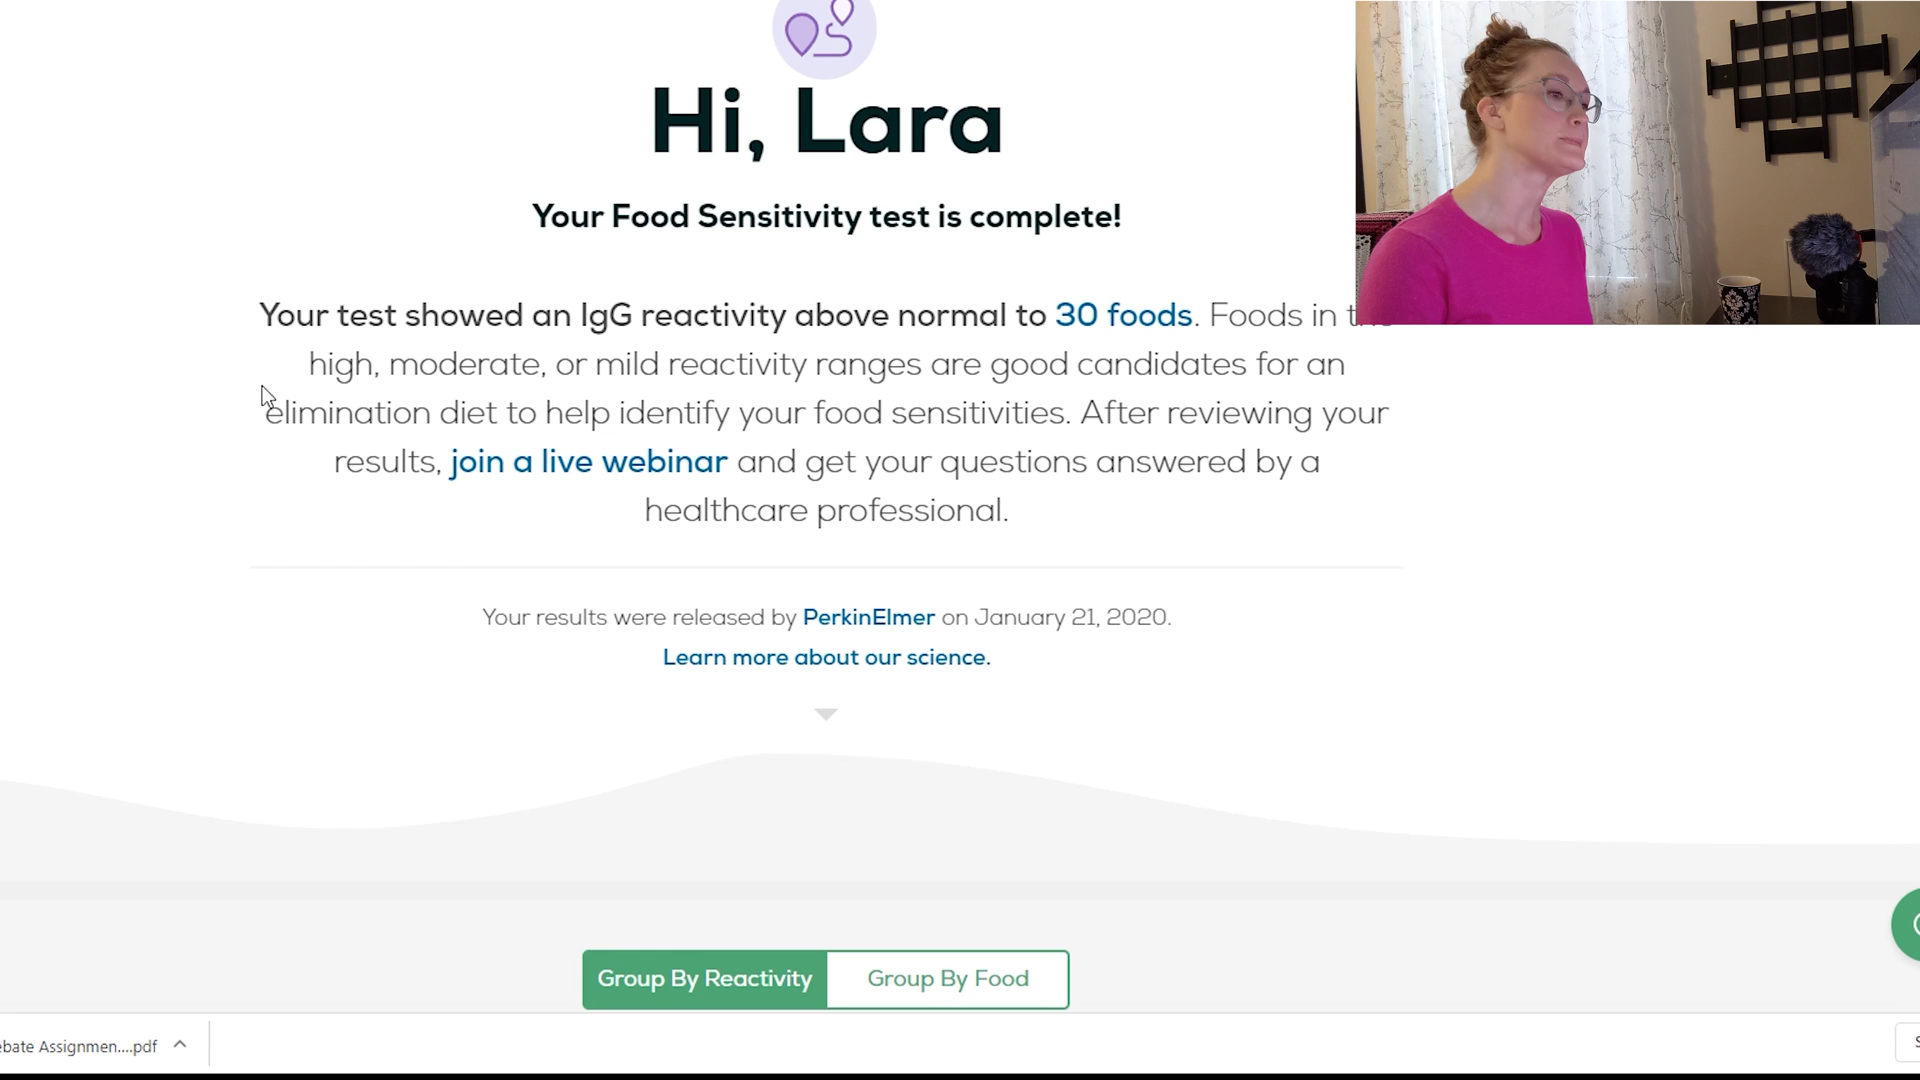 Hi, Lara
Your Food Sensitivity test is complete!
Your test showed an IgG reactivity above normal to 30 foods. Foods in
high, moderate, or mild reactivity ranges are good candidates for an
elimination diet to help identify your food sensitivities. After reviewing your
results, join a live webinar and get your questions answered by a
healthcare professional.
Your results were released by PerkinElmer on January 21, 2020.
Learn more about our science.
Group By Reactivity
Group By Food
ebate Assignmen....pdf